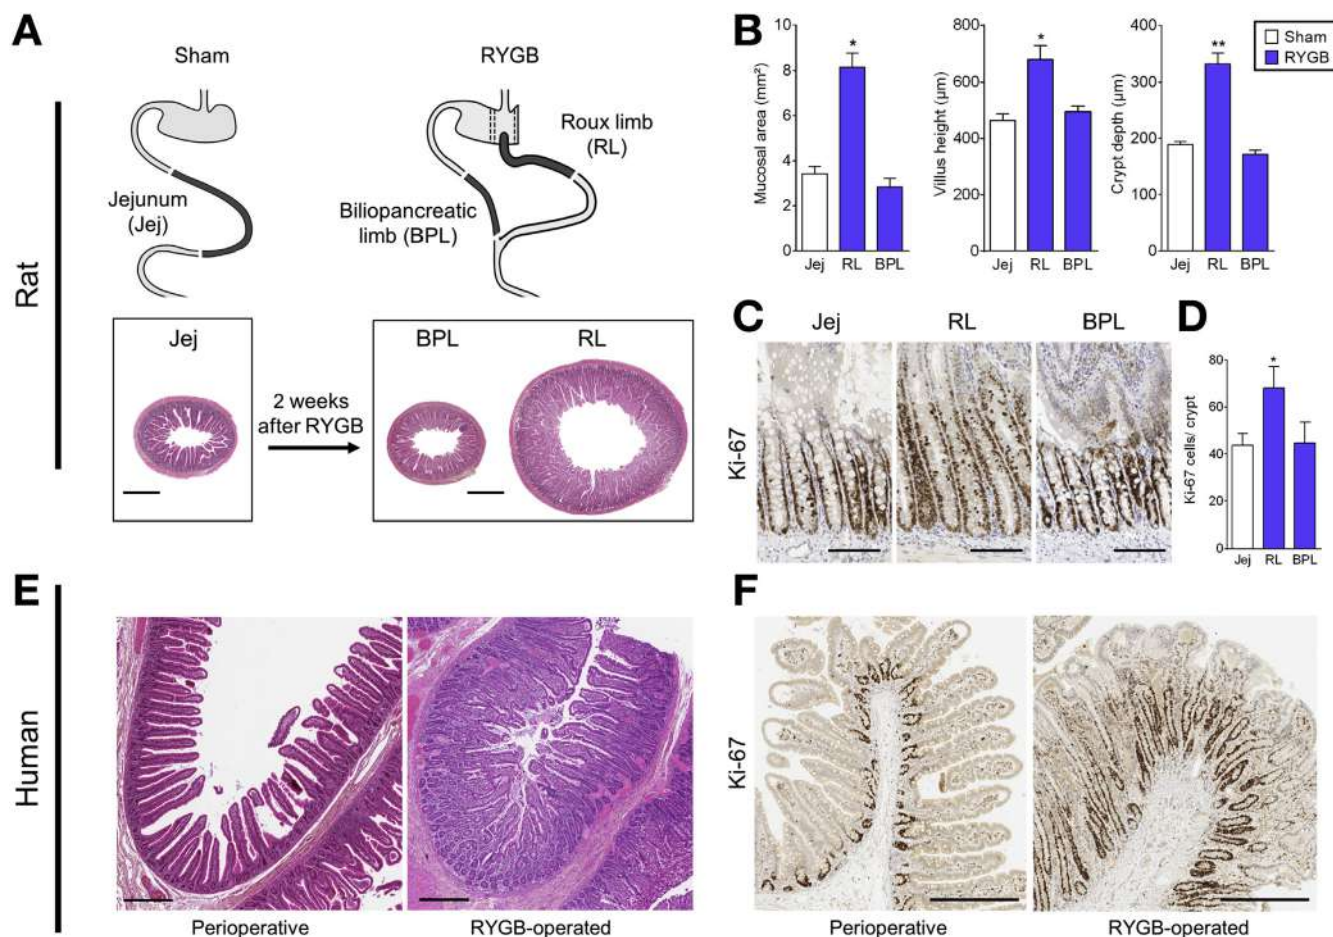 A
Sham
RYGB
Roux limb
(RL)
Jejunum
(Jej)
Biliopancreatic
limb (BPL)
Rat
Jej
BPL
RL
2 weeks
after RYGB
B
Sham
RYGB
Mucosal area (mm²)
10
8
6
4
2
0
*
Jej
RL
BPL
Villus height (µm)
800
600
400
200
0
*
Jej
RL
BPL
Crypt depth (µm)
400
300
200
100
0
**
Jej
RL
BPL
C
Jej
RL
BPL
Ki-67
D
Ki-67 cells/ crypt
80
60
40
20
0
*
Jej
RL
BPL
E
Human
Perioperative
RYGB-operated
F
Ki-67
Perioperative
RYGB-operated